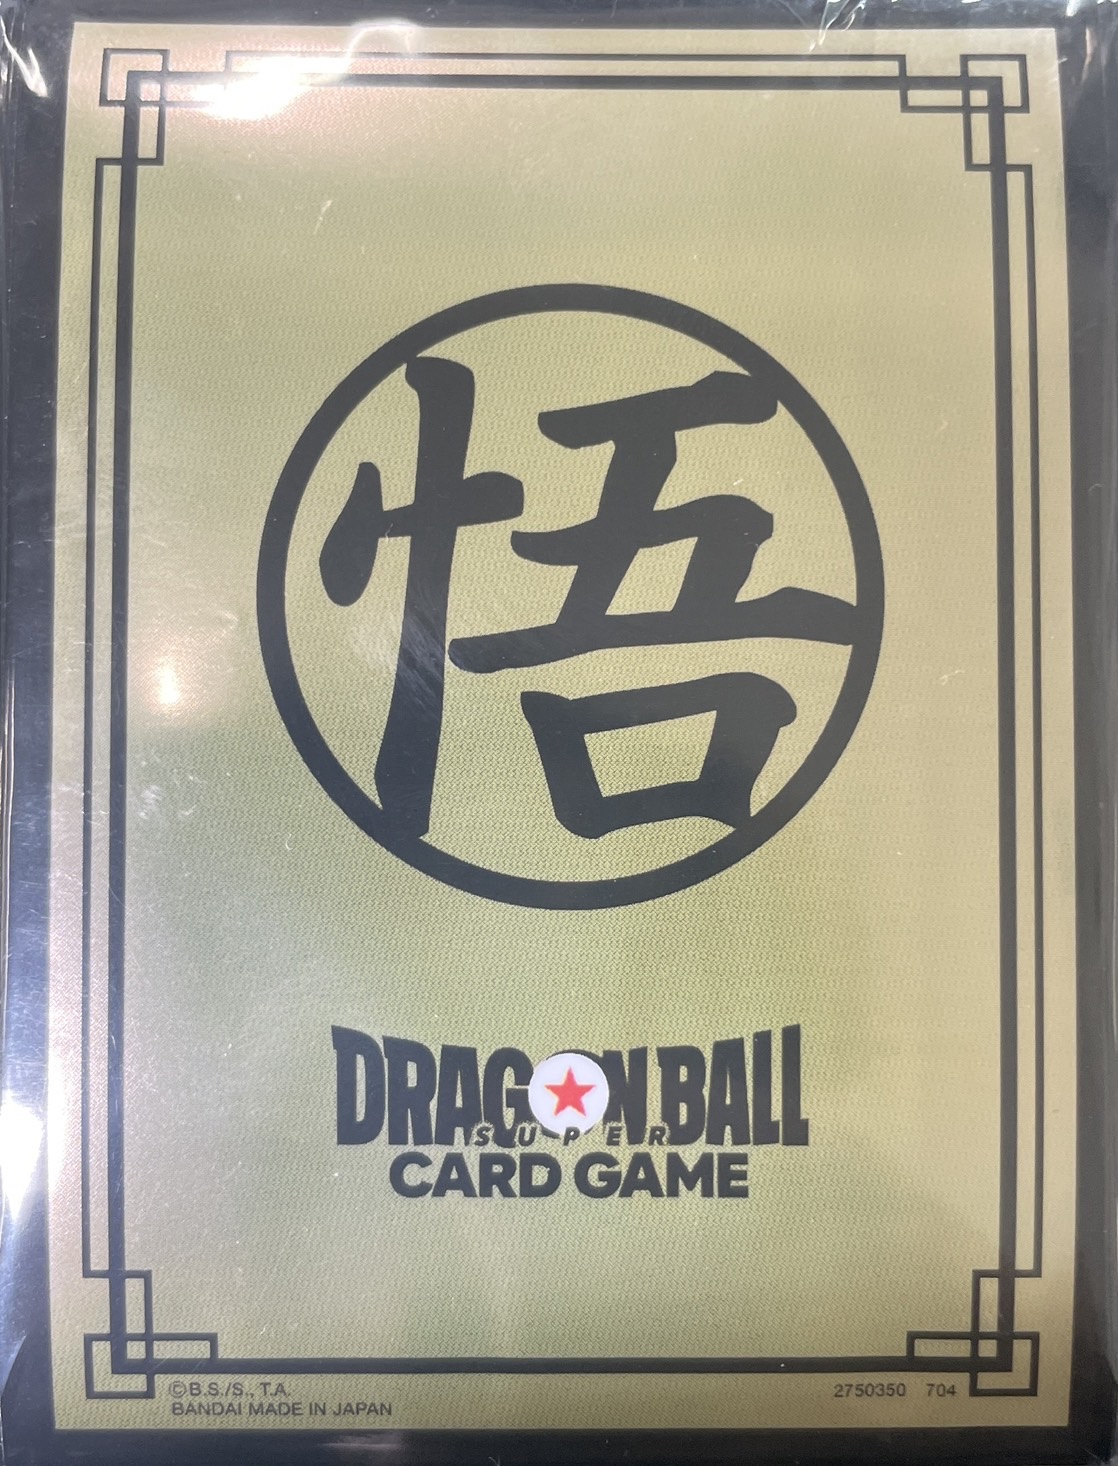 悟
DRAGON BALL
SUPER
CARD GAME
©B.S./S., T.A.
BANDAI MADE IN JAPAN
2750350 704